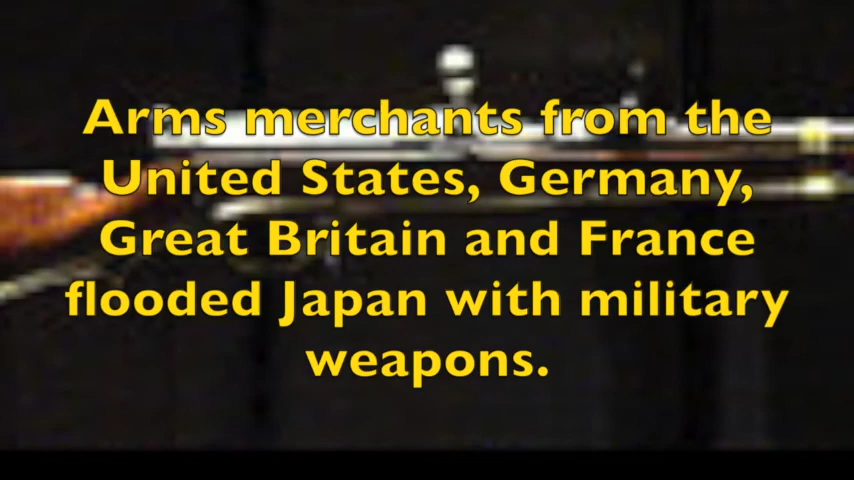 Arms merchants from the
United States, Germany,
Great Britain and France
flooded Japan with military
weapons.